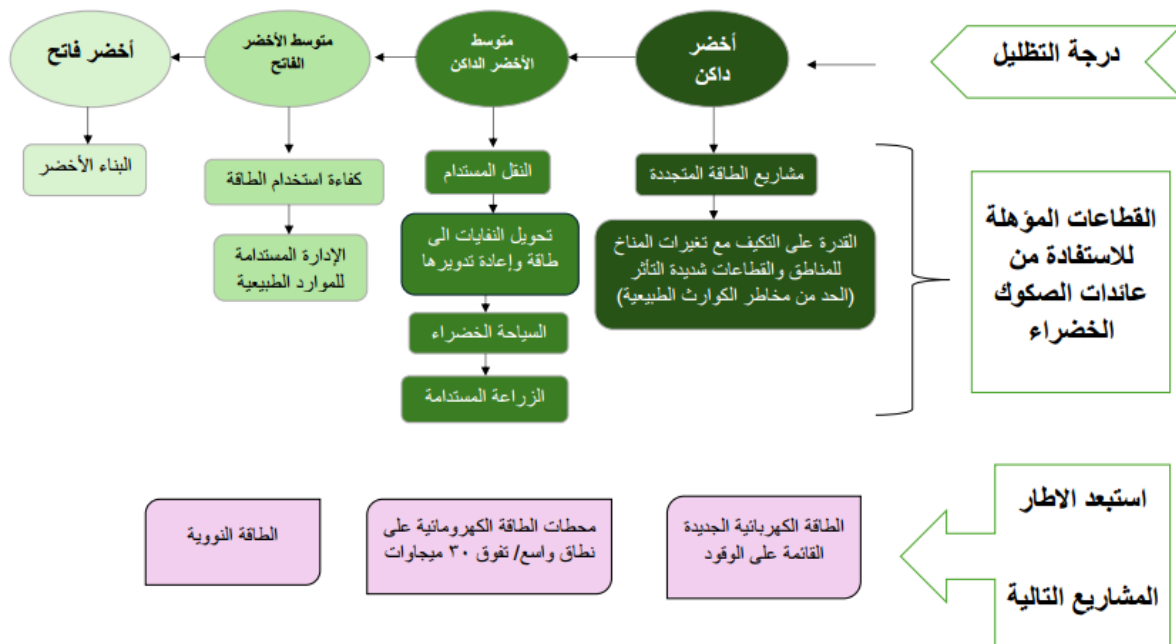 درجة التظليل
أخضر
داكن
متوسط
الأخضر الداكن
متوسط الأخضر
الفاتح
أخضر فاتح
القطاعات المؤهلة
للاستفادة من
عائدات الصكوك
الخضراء
مشاريع الطاقة المتجددة
القدرة على التكيف مع تغيرات المناخ
للمناطق والقطاعات شديدة التأثر
(الحد من مخاطر الكوارث الطبيعية)
النقل المستدام
تحويل النفايات الى
طاقة وإعادة تدويرها
السياحة الخضراء
الزراعة المستدامة
كفاءة استخدام الطاقة
الإدارة المستدامة
للموارد الطبيعية
البناء الأخضر
استبعد الاطار
المشاريع التالية
الطاقة الكهربائية الجديدة
القائمة على الوقود
محطات الطاقة الكهرومائية على
نطاق واسع/ تفوق ٣٠ ميجاوات
الطاقة النووية